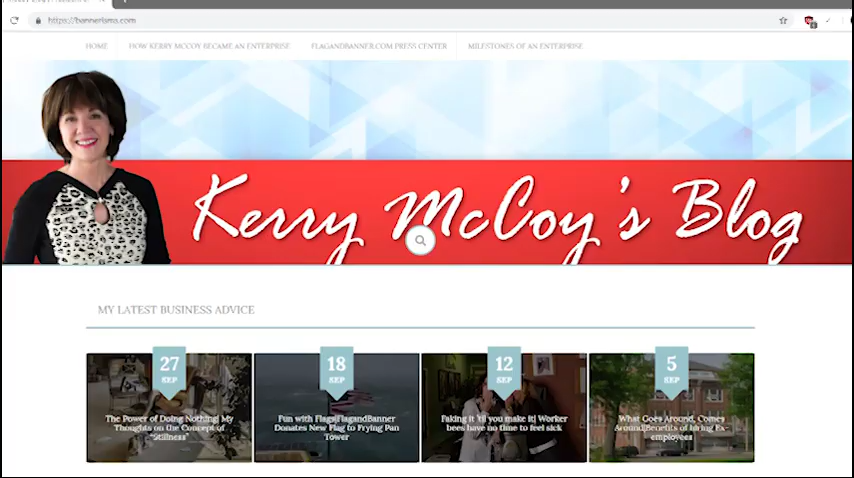 https://bannerisms.com
HOME HOW KERRY MCCOY BECAME AN ENTERPRISE FLAGANDBANNER.COM PRESS CENTER MILESTONES OF AN ENTERPRISE
Kerry McCoy's Blog
MY LATEST BUSINESS ADVICE
27
SEP
The Power of Doing Nothing| My
Thoughts on the Concept of
"Stillness"
18
SEP
Fun with Flags|FlagandBanner
Donates New Flag to Frying Pan
Tower
12
SEP
Faking it 'til you make it| Worker
bees have no time to feel sick
5
SEP
What Goes Around, Comes
Around|Benefits of Hiring Ex-
employees